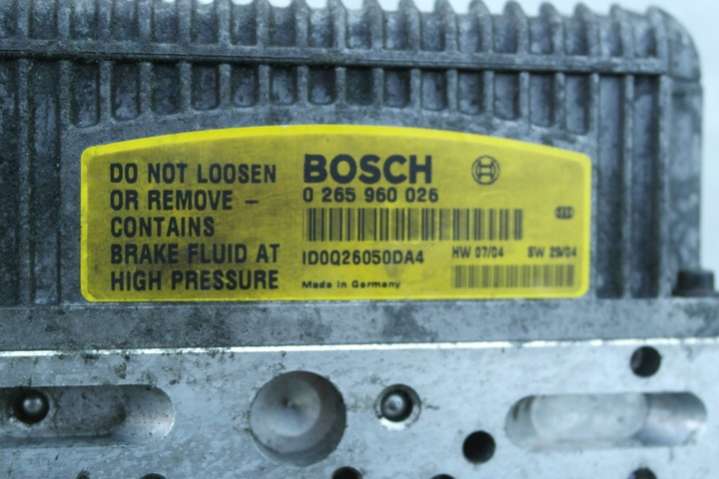 DO NOT LOOSEN
OR REMOVE –
CONTAINS
BRAKE FLUID AT
HIGH PRESSURE
BOSCH
0 265 960 026
ID0Q26050DA4
HW 07/04 SW 29/04
Made in Germany